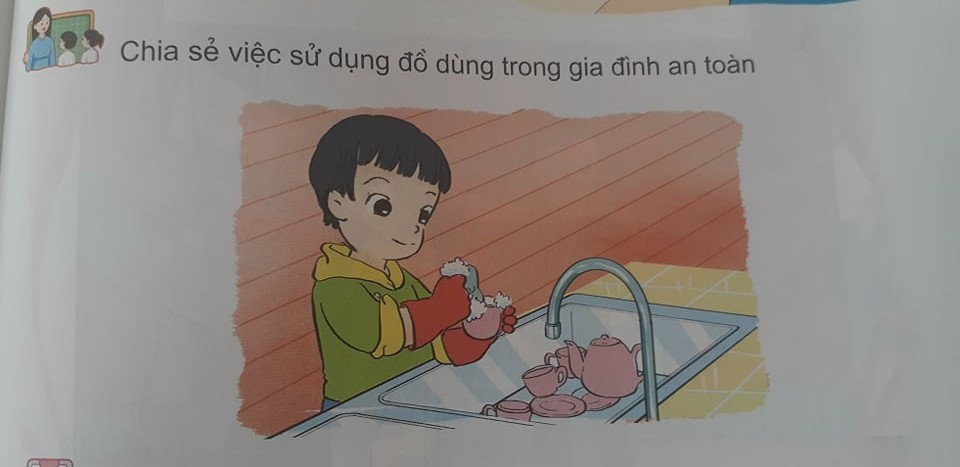 Chia sẻ việc sử dụng đồ dùng trong gia đình an toàn